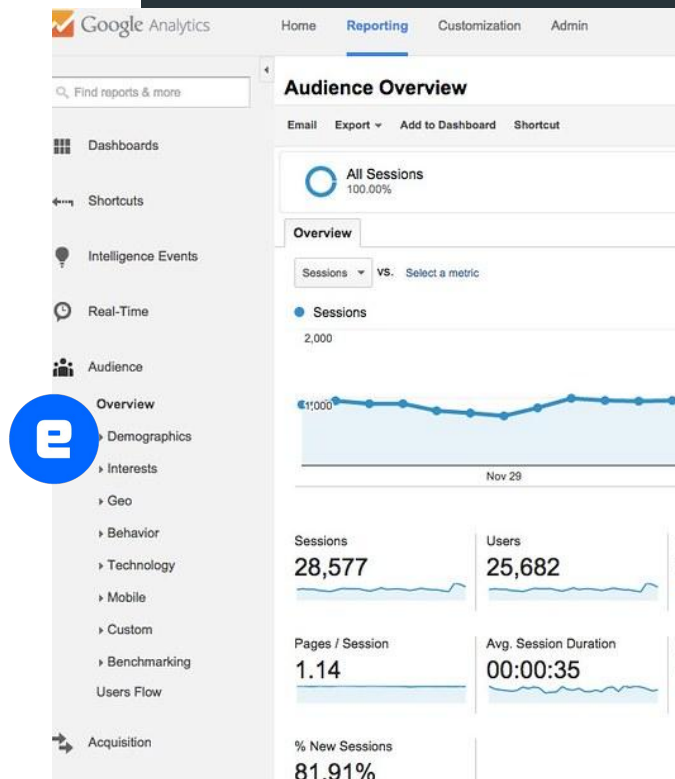 Google Analytics
Home Reporting Customization Admin
Find reports & more
Dashboards
Shortcuts
Intelligence Events
Real-Time
Audience
Overview
Demographics
Interests
Geo
Behavior
Technology
Mobile
Custom
Benchmarking
Users Flow
Acquisition
Audience Overview
Email Export Add to Dashboard Shortcut
All Sessions
100.00%
Overview
Sessions VS. Select a metric
Sessions
2,000
1,000
Nov 29
Sessions
28,577
Users
25,682
Pages / Session
1.14
Avg. Session Duration
00:00:35
% New Sessions
81.91%
e